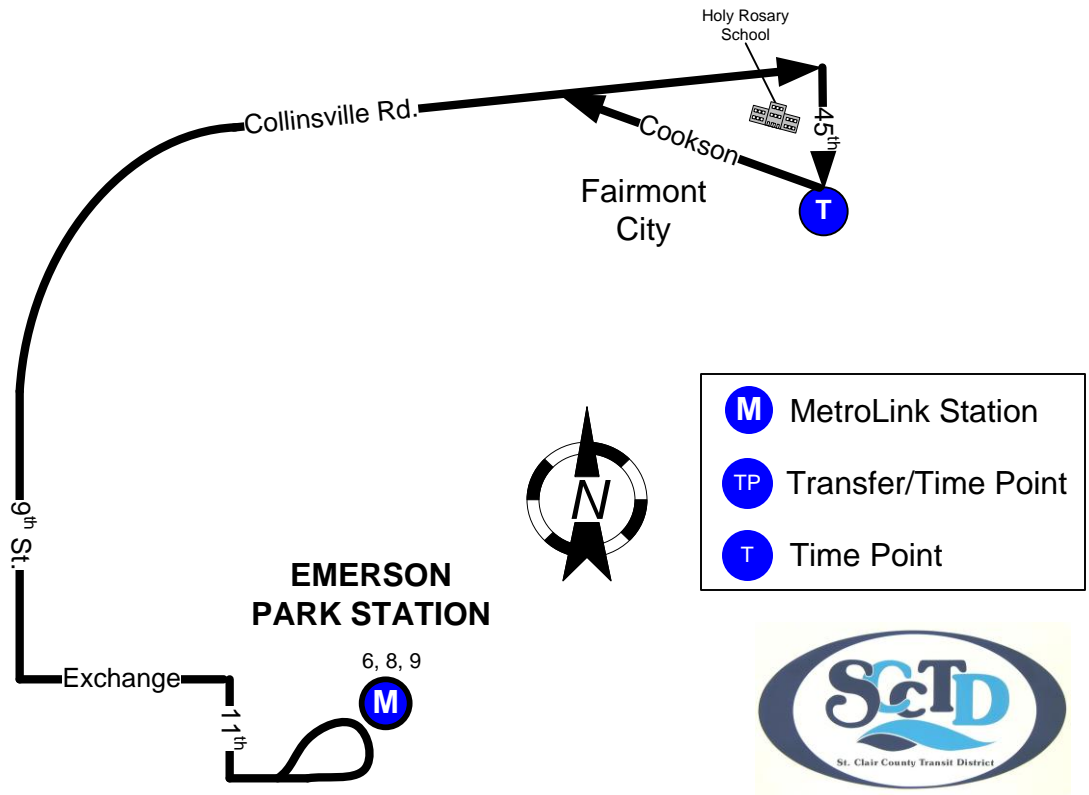 Holy Rosary
School
Collinsville Rd.
45th
Cookson
Fairmont
City
T
M MetroLink Station
TP Transfer/Time Point
T Time Point
N
9th St.
EMERSON
PARK STATION
6, 8, 9
M
Exchange
11th
SCCTD
St. Clair County Transit District